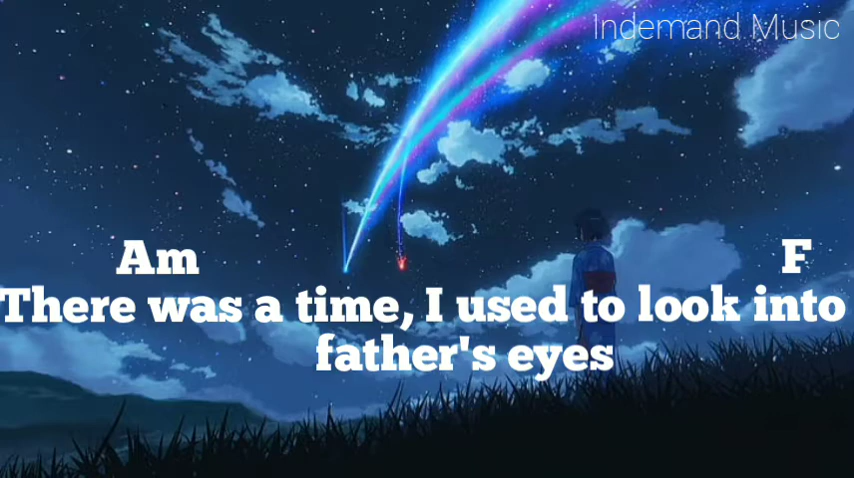 Indemand Music
Am F
There was a time, I used to look into
father's eyes